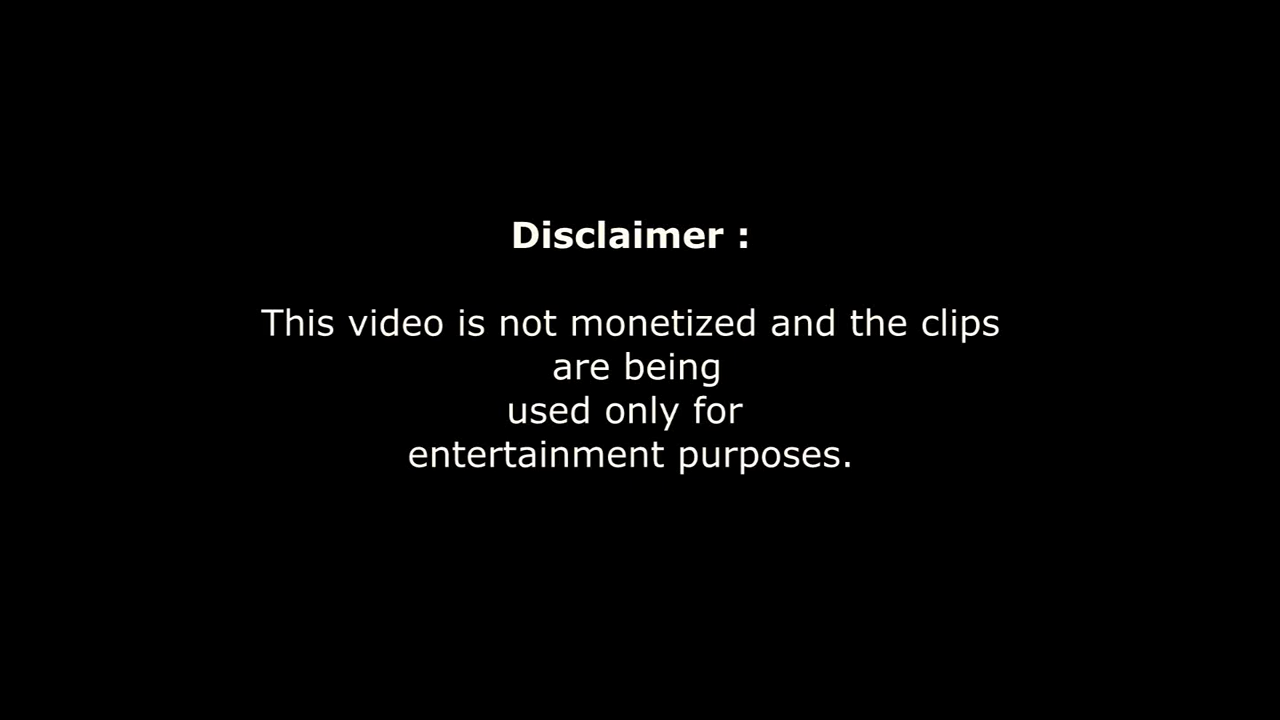 Disclaimer :
This video is not monetized and the clips
are being
used only for
entertainment purposes.